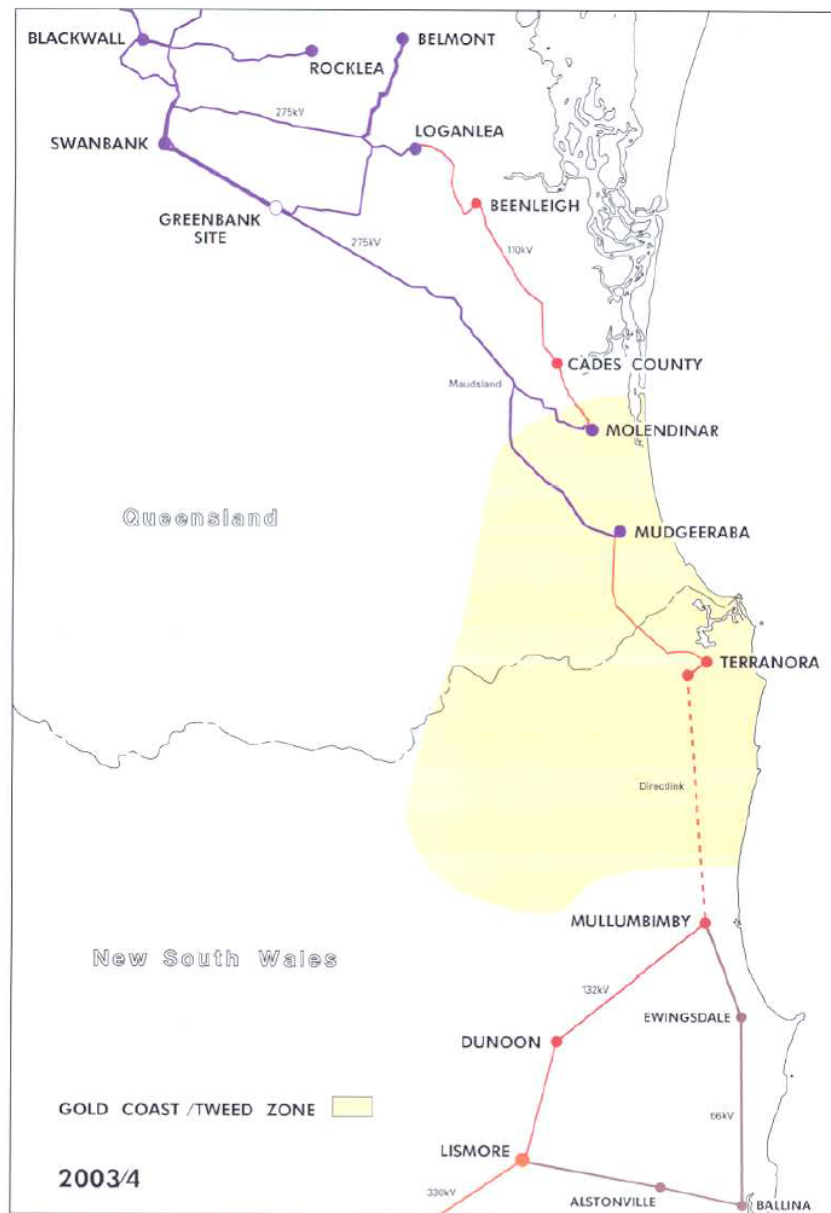 BLACKWALL
BELMONT
ROCKLEA
275kV
LOGANLEA
SWANBANK
BEENLEIGH
GREENBANK
SITE
275kV
110kV
CADES COUNTY
Maudsland
MOLENDINAR
Queensland
MUDGEERABA
TERRANORA
Directlink
MULLUMBIMBY
New South Wales
132kV
EWINGSDALE
DUNOON
GOLD COAST /TWEED ZONE
66kV
LISMORE
2003/4
330kV
ALSTONVILLE
BALLINA